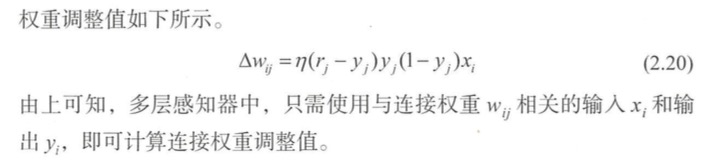 权重调整值如下所示。
Δwᵢⱼ = η(rⱼ − yⱼ)yⱼ(1− yⱼ)xᵢ (2.20)
由上可知，多层感知器中，只需使用与连接权重 wᵢⱼ 相关的输入 xᵢ 和输
出 yᵢ，即可计算连接权重调整值。